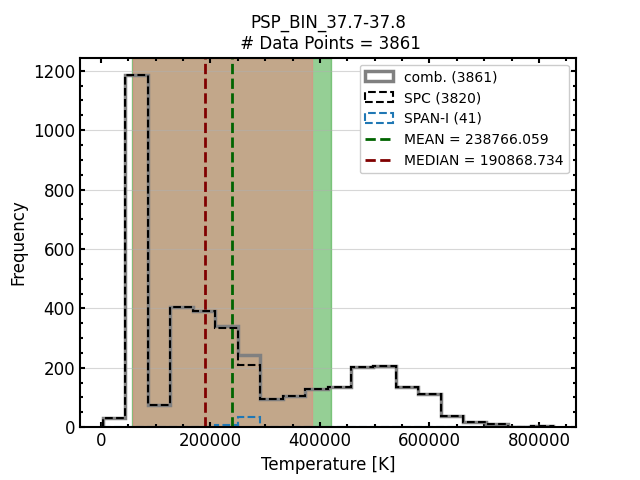 PSP_BIN_37.7-37.8
# Data Points = 3861
comb. (3861)
SPC (3820)
SPAN-I (41)
MEAN = 238766.059
MEDIAN = 190868.734
Frequency
1200
1000
800
600
400
200
0
0 200000 400000 600000 800000
Temperature [K]